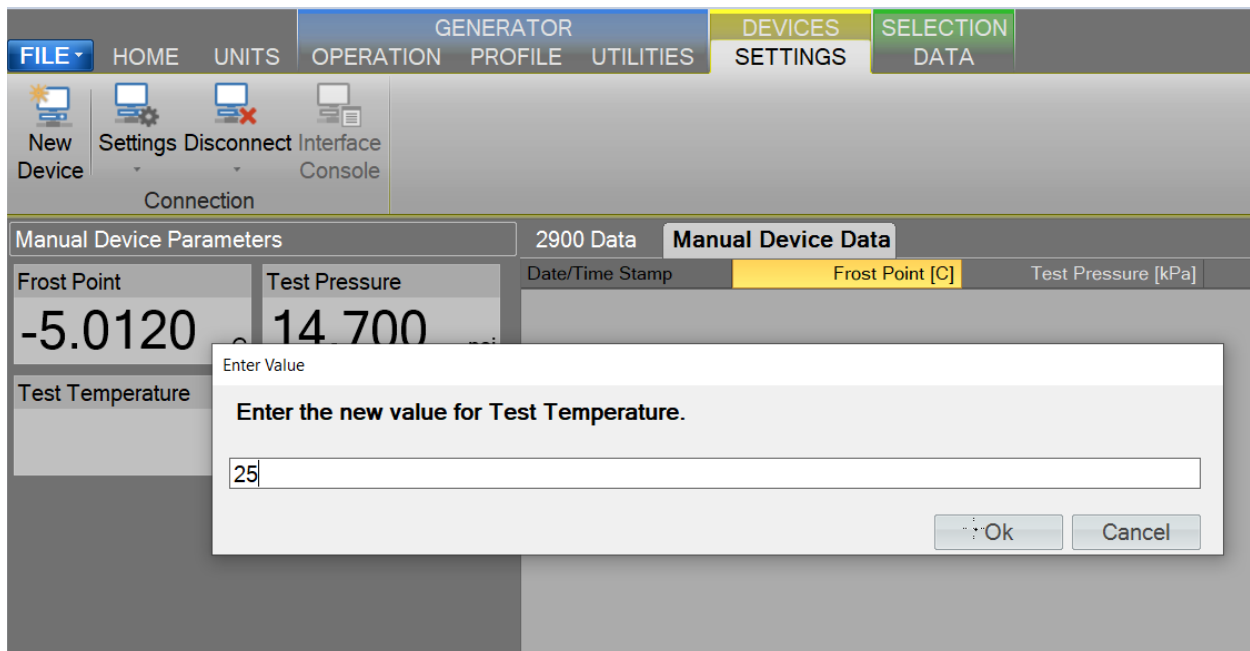 GENERATOR DEVICES SELECTION
FILE HOME UNITS OPERATION PROFILE UTILITIES SETTINGS DATA
New Device
Settings Disconnect
Interface Console
Connection
Manual Device Parameters
2900 Data Manual Device Data
Date/Time Stamp Frost Point [C] Test Pressure [kPa]
Frost Point
-5.0120
Test Pressure
14.700
Test Temperature
Enter Value
Enter the new value for Test Temperature.
25
Ok Cancel